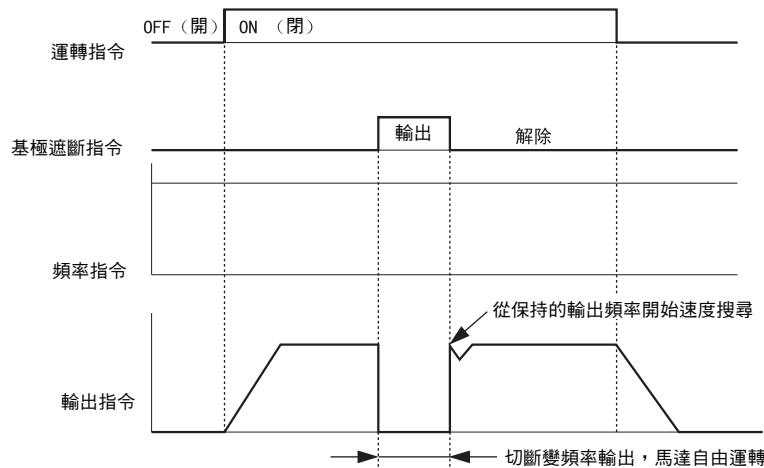 OFF（開） ON （閉）
運轉指令
輸出 解除
基極遮斷指令
頻率指令
從保持的輸出頻率開始速度搜尋
輸出指令
切斷變頻率輸出，馬達自由運轉